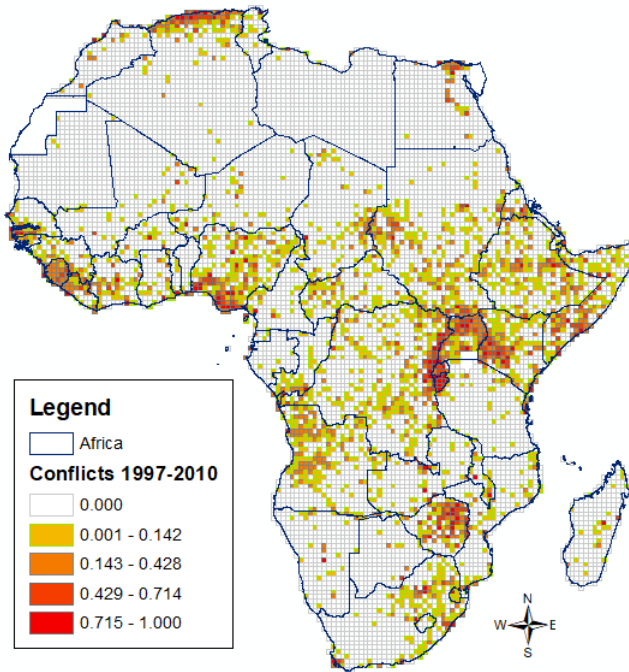 Legend
Africa
Conflicts 1997-2010
0.000
0.001 - 0.142
0.143 - 0.428
0.429 - 0.714
0.715 - 1.000
N
W E
S